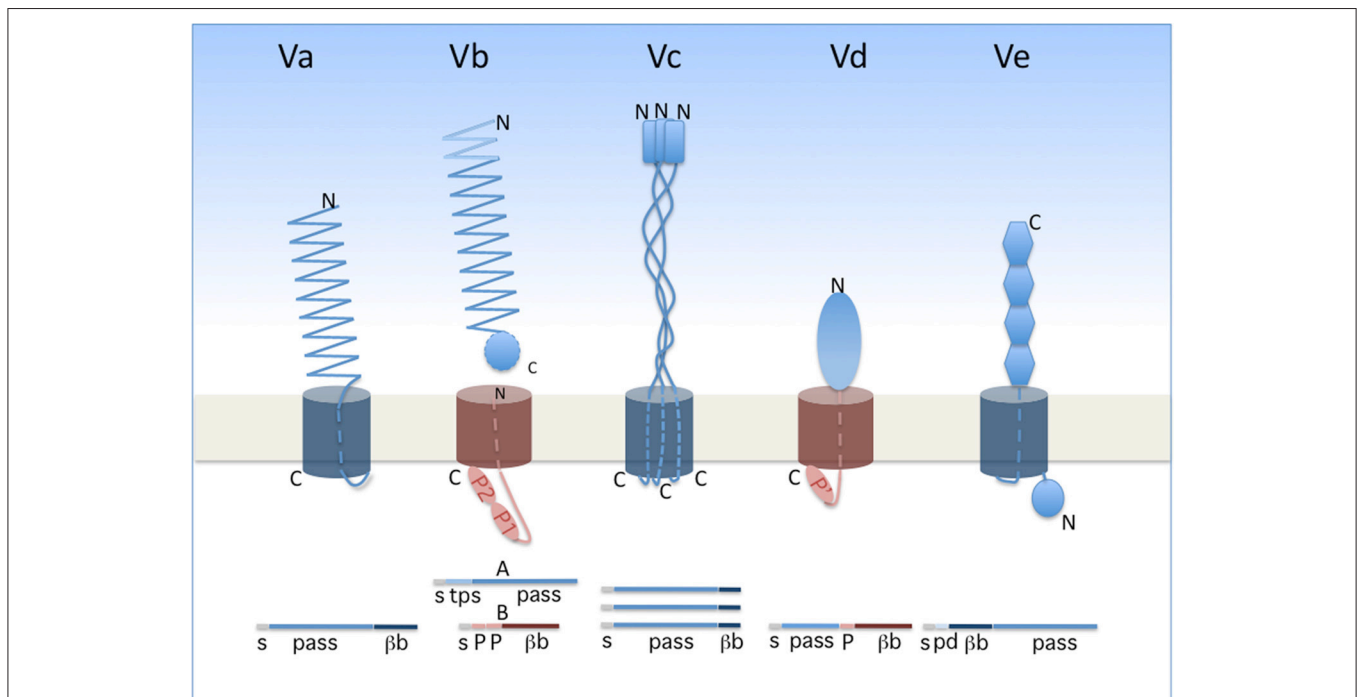 Va Vb Vc Vd Ve
N N N
N
N
C
N
C
N
C
C
C
C
C
N
P2
P'
P1
N
A
s tps pass
B
s pass βb
s P P βb
s pass βb
s pass P βb
s pd βb pass